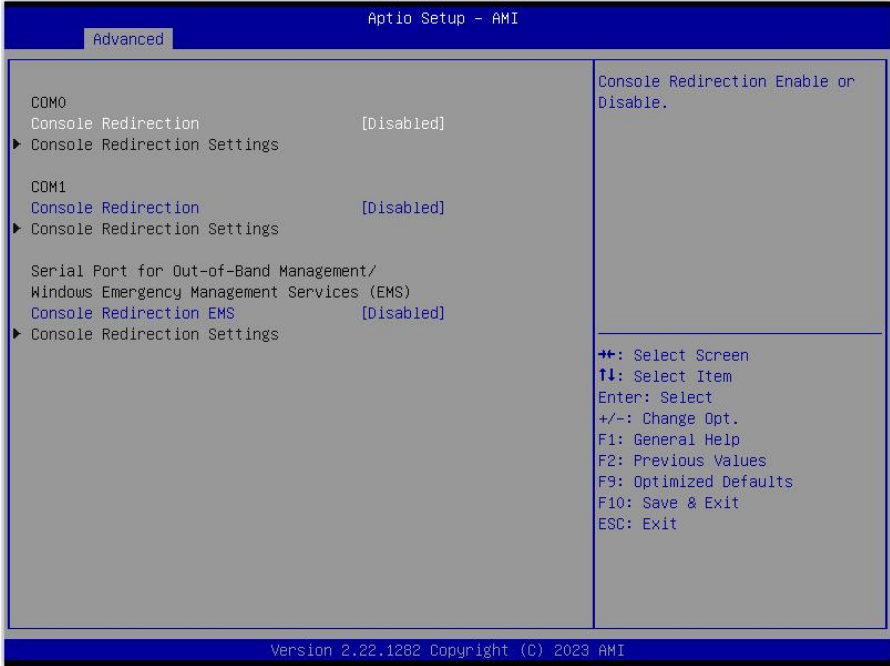 Aptio Setup – AMI
Advanced
COM0
Console Redirection [Disabled]
Console Redirection Settings
COM1
Console Redirection [Disabled]
Console Redirection Settings
Serial Port for Out-of-Band Management/
Windows Emergency Management Services (EMS)
Console Redirection EMS [Disabled]
Console Redirection Settings
Console Redirection Enable or
Disable.
→←: Select Screen
↑↓: Select Item
Enter: Select
+/-: Change Opt.
F1: General Help
F2: Previous Values
F9: Optimized Defaults
F10: Save & Exit
ESC: Exit
Version 2.22.1282 Copyright (C) 2023 AMI